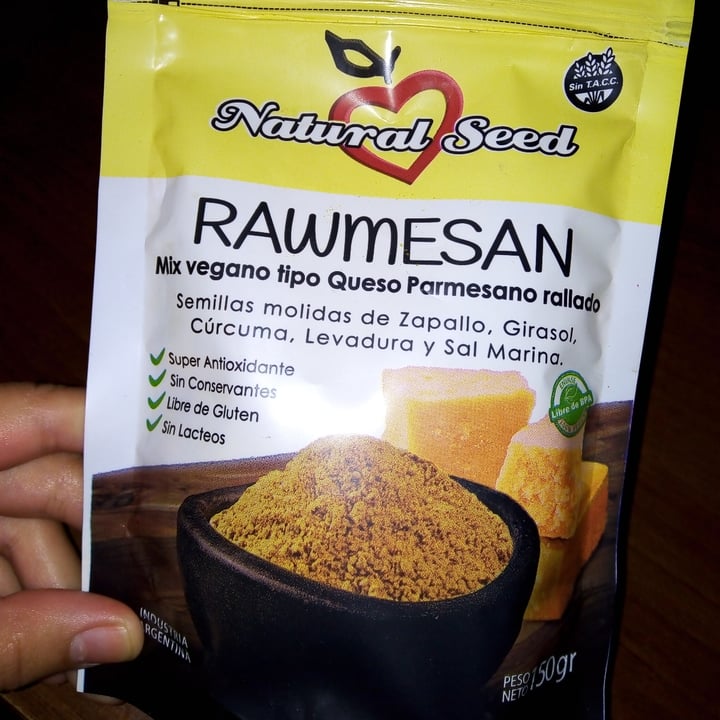 Sin T.A.C.C.
Natural Seed
RAWMESAN
Mix vegano tipo Queso Parmesano rallado
Semillas molidas de Zapallo, Girasol,
Cúrcuma, Levadura y Sal Marina.
Super Antioxidante
Sin Conservantes
Libre de Gluten
Sin Lacteos
Libre de BPA
INDUSTRIA
ARGENTINA
PESO
NETO 150gr